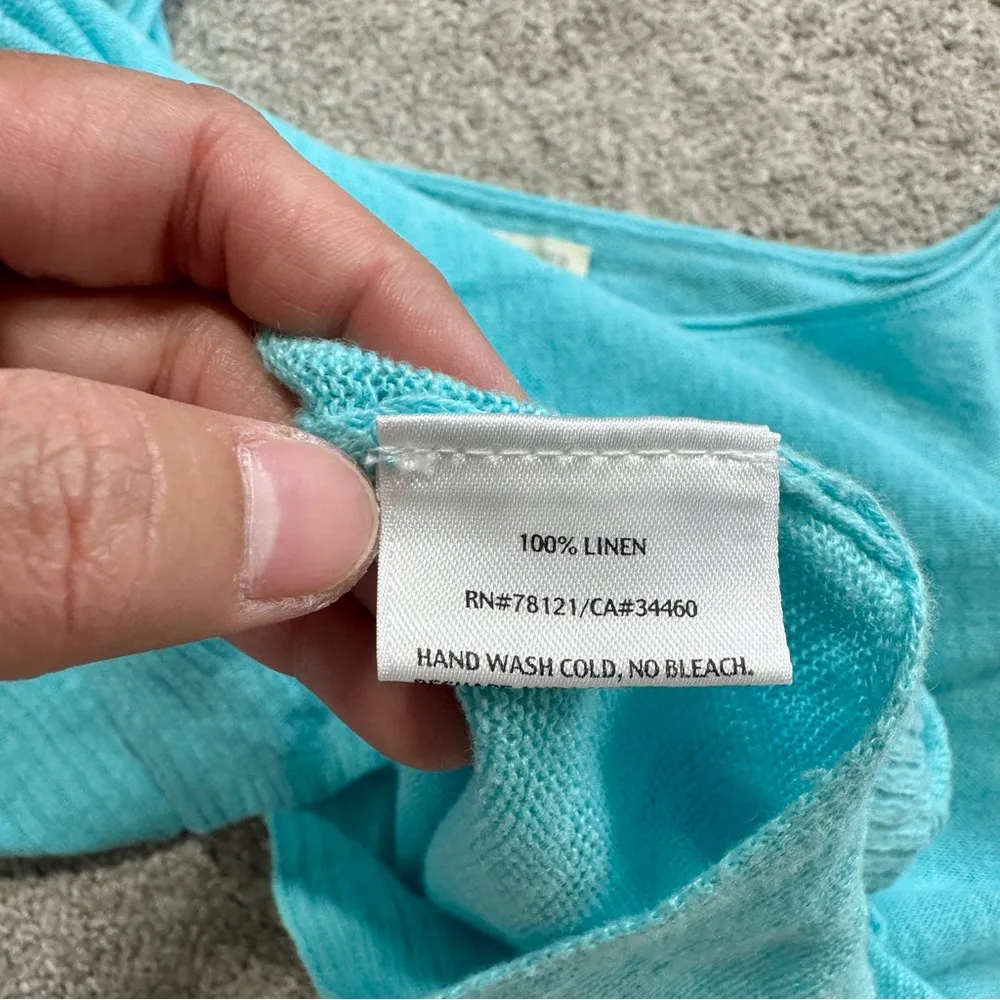 100% LINEN
RN#78121/CA#34460
HAND WASH COLD, NO BLEACH.